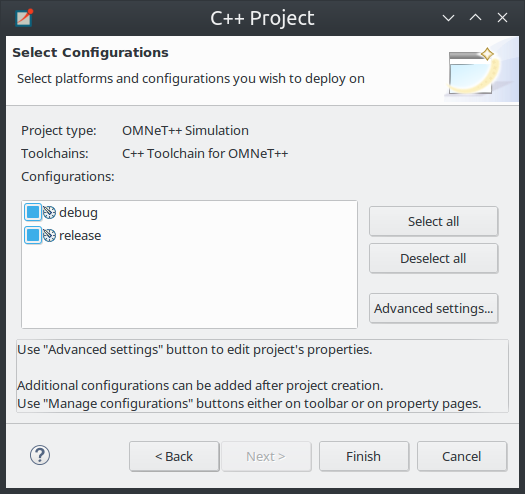 C++ Project
Select Configurations
Select platforms and configurations you wish to deploy on
Project type: OMNeT++ Simulation
Toolchains: C++ Toolchain for OMNeT++
Configurations:
debug
release
Select all
Deselect all
Advanced settings...
Use "Advanced settings" button to edit project's properties.
Additional configurations can be added after project creation.
Use "Manage configurations" buttons either on toolbar or on property pages.
? < Back Next > Finish Cancel